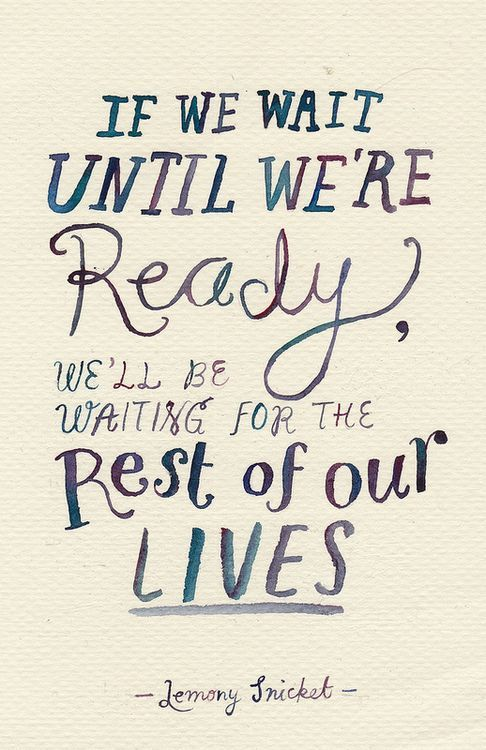 IF WE WAIT
UNTIL WE'RE
Ready,
WE'LL BE
WAITING FOR THE
Rest of our
LIVES
- Lemony Snicket -